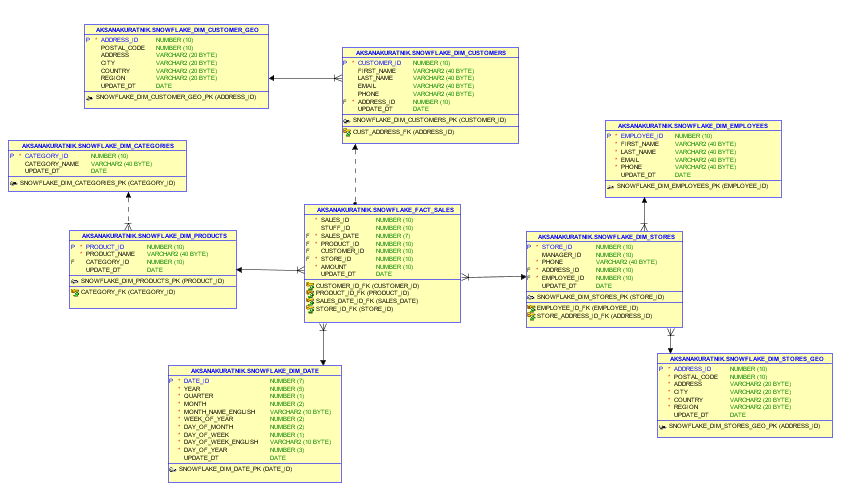 AKSANAKURATNIK.SNOWFLAKE_DIM_CUSTOMER_GEO
P * ADDRESS_ID NUMBER (10)
POSTAL_CODE NUMBER (10)
ADDRESS VARCHAR2 (20 BYTE)
CITY VARCHAR2 (20 BYTE)
COUNTRY VARCHAR2 (20 BYTE)
REGION VARCHAR2 (20 BYTE)
UPDATE_DT DATE
SNOWFLAKE_DIM_CUSTOMER_GEO_PK (ADDRESS_ID)
AKSANAKURATNIK.SNOWFLAKE_DIM_CUSTOMERS
P * CUSTOMER_ID NUMBER (10)
FIRST_NAME VARCHAR2 (40 BYTE)
LAST_NAME VARCHAR2 (40 BYTE)
EMAIL VARCHAR2 (40 BYTE)
PHONE VARCHAR2 (40 BYTE)
F * ADDRESS_ID NUMBER (10)
UPDATE_DT DATE
SNOWFLAKE_DIM_CUSTOMERS_PK (CUSTOMER_ID)
CUST_ADDRESS_FK (ADDRESS_ID)
AKSANAKURATNIK.SNOWFLAKE_DIM_EMPLOYEES
P * EMPLOYEE_ID NUMBER (10)
* FIRST_NAME VARCHAR2 (40 BYTE)
* LAST_NAME VARCHAR2 (40 BYTE)
* EMAIL VARCHAR2 (40 BYTE)
* PHONE VARCHAR2 (40 BYTE)
UPDATE_DT DATE
SNOWFLAKE_DIM_EMPLOYEES_PK (EMPLOYEE_ID)
AKSANAKURATNIK.SNOWFLAKE_DIM_CATEGORIES
P * CATEGORY_ID NUMBER (10)
CATEGORY_NAME VARCHAR2 (40 BYTE)
UPDATE_DT DATE
SNOWFLAKE_DIM_CATEGORIES_PK (CATEGORY_ID)
AKSANAKURATNIK.SNOWFLAKE_FACT_SALES
* SALES_ID NUMBER (10)
STUFF_ID NUMBER (10)
F * SALES_DATE NUMBER (7)
F * PRODUCT_ID NUMBER (10)
F CUSTOMER_ID NUMBER (10)
F * STORE_ID NUMBER (10)
* AMOUNT NUMBER (10)
UPDATE_DT DATE
CUSTOMER_ID_FK (CUSTOMER_ID)
PRODUCT_ID_FK (PRODUCT_ID)
SALES_DATE_ID_FK (SALES_DATE)
STORE_ID_FK (STORE_ID)
AKSANAKURATNIK.SNOWFLAKE_DIM_PRODUCTS
P * PRODUCT_ID NUMBER (10)
* PRODUCT_NAME VARCHAR2 (40 BYTE)
F CATEGORY_ID NUMBER (10)
UPDATE_DT DATE
SNOWFLAKE_DIM_PRODUCTS_PK (PRODUCT_ID)
CATEGORY_FK (CATEGORY_ID)
AKSANAKURATNIK.SNOWFLAKE_DIM_STORES
P * STORE_ID NUMBER (10)
MANAGER_ID NUMBER (10)
* PHONE VARCHAR2 (40 BYTE)
F * ADDRESS_ID NUMBER (10)
F * EMPLOYEE_ID NUMBER (10)
UPDATE_DT DATE
SNOWFLAKE_DIM_STORES_PK (STORE_ID)
EMPLOYEE_ID_FK (EMPLOYEE_ID)
STORE_ADDRESS_ID_FK (ADDRESS_ID)
AKSANAKURATNIK.SNOWFLAKE_DIM_DATE
P * DATE_ID NUMBER (7)
* YEAR NUMBER (5)
* QUARTER NUMBER (1)
* MONTH NUMBER (2)
* MONTH_NAME_ENGLISH VARCHAR2 (10 BYTE)
* WEEK_OF_YEAR NUMBER (2)
* DAY_OF_MONTH NUMBER (2)
* DAY_OF_WEEK NUMBER (1)
* DAY_OF_WEEK_ENGLISH VARCHAR2 (10 BYTE)
* DAY_OF_YEAR NUMBER (3)
UPDATE_DT DATE
SNOWFLAKE_DIM_DATE_PK (DATE_ID)
AKSANAKURATNIK.SNOWFLAKE_DIM_STORES_GEO
P * ADDRESS_ID NUMBER (10)
* POSTAL_CODE NUMBER (10)
* ADDRESS VARCHAR2 (20 BYTE)
* CITY VARCHAR2 (20 BYTE)
* COUNTRY VARCHAR2 (20 BYTE)
* REGION VARCHAR2 (20 BYTE)
UPDATE_DT DATE
SNOWFLAKE_DIM_STORES_GEO_PK (ADDRESS_ID)